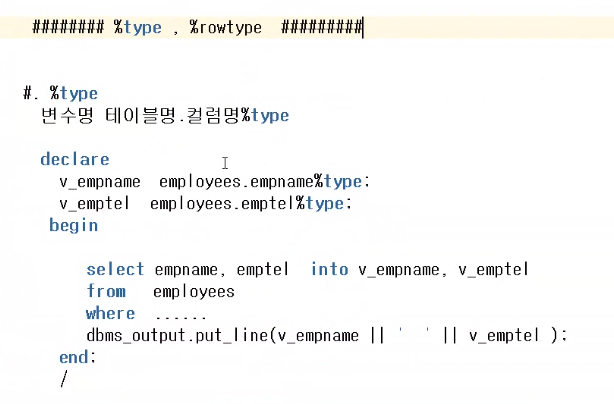 ######## %type , %rowtype #########
#. %type
변수명 테이블명.컬럼명%type
declare
v_empname employees.empname%type;
v_emptel employees.emptel%type;
begin
select empname, emptel into v_empname, v_emptel
from employees
where ......
dbms_output.put_line(v_empname || ' ' || v_emptel );
end;
/